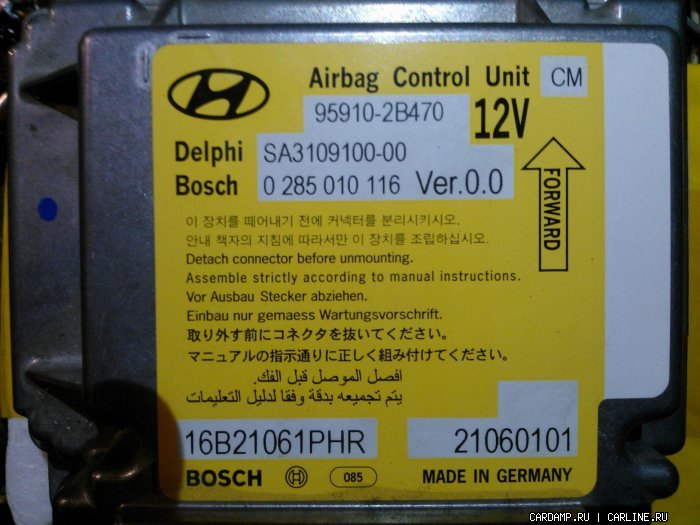 Airbag Control Unit CM
95910-2B470 12V
Delphi SA3109100-00
Bosch 0 285 010 116 Ver.0.0
FORWARD
이 장치를 떼어내기 전에 커넥터를 분리시키시오.
안내 책자의 지침에 따라서만 이 장치를 조립하십시오.
Detach connector before unmounting.
Assemble strictly according to manual instructions.
Vor Ausbau Stecker abziehen.
Einbau nur gemaess Wartungsvorschrift.
取り外す前にコネクタを抜いてください。
マニュアルの指示通りに正しく組み付けてください。
افصل الموصل قبل الفك.
يتم تجميعه بدقة وفقا لدليل التعليمات
16B21061PHR 21060101
BOSCH 085 MADE IN GERMANY
CARDAMP.RU | CARLINE.RU